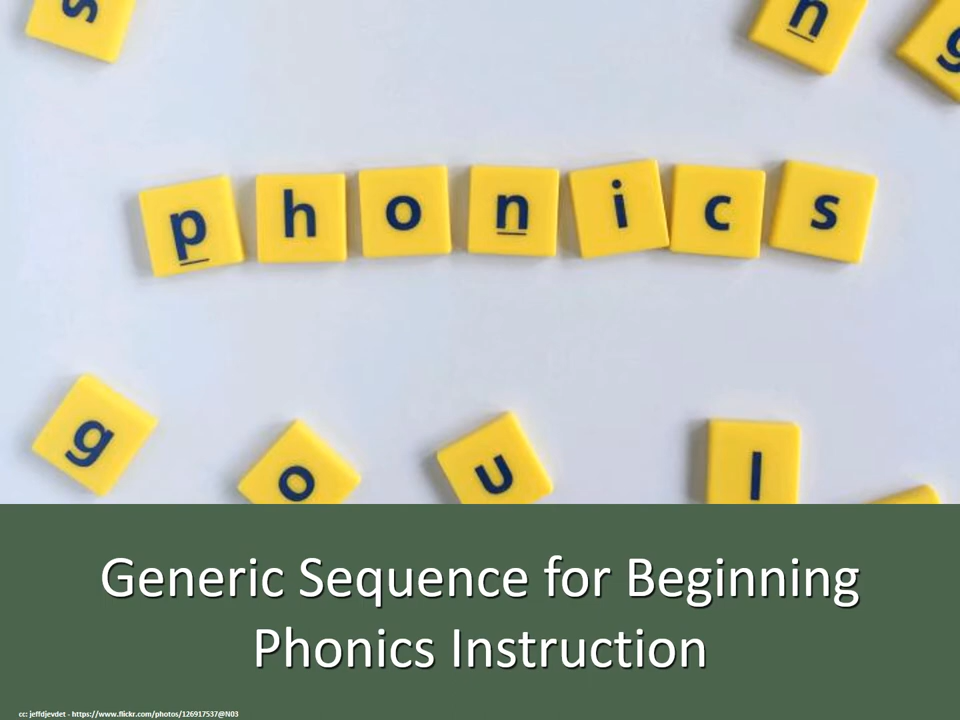 s
n
g
phonics
g
o
u
l
Generic Sequence for Beginning
Phonics Instruction
cc: jeffdjevdet - https://www.flickr.com/photos/126917537@N03